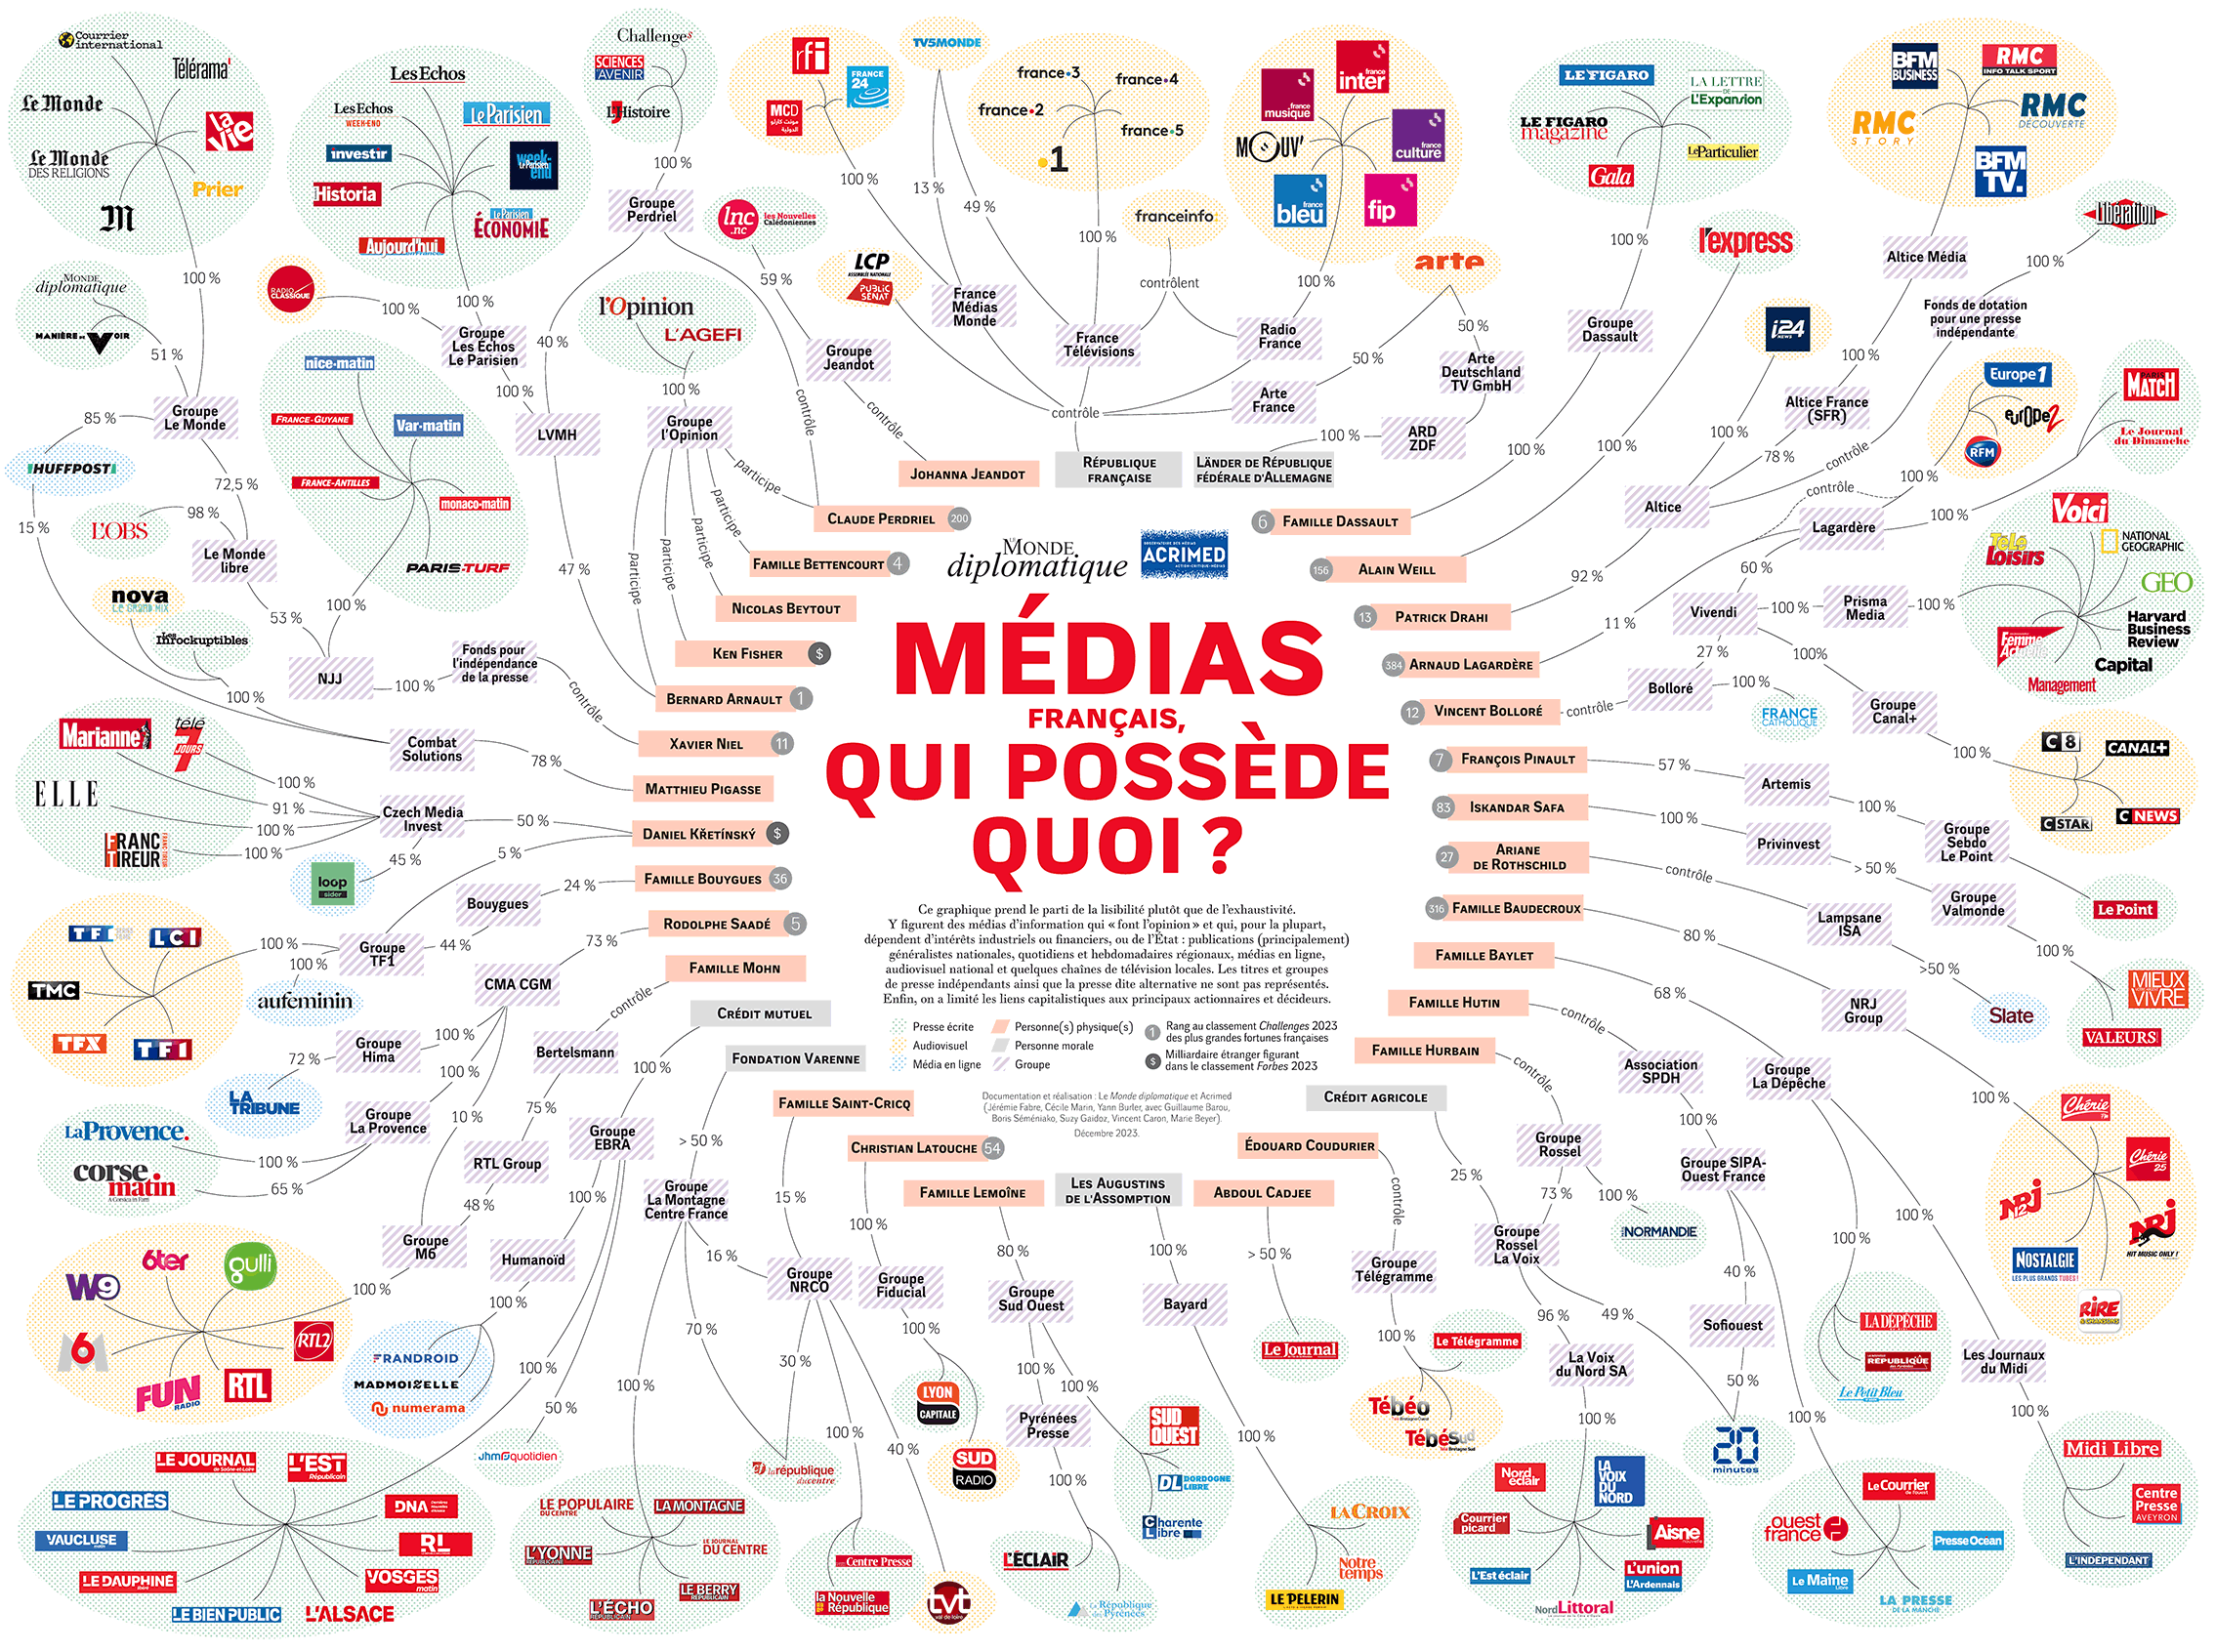 Courrier
international
Télérama'
Le Monde
la
Vie
Le Monde
DES RELIGIONS
Prier
M
100 %
Les Echos
Les Echos
WEEK-END
Le Parisien
investir
week-
end
Le Parisien
Historia
Le Parisien
ÉCONOMIE
Aujourd'hui
100 %
Challenges
SCIENCES
AVENIR
L'Histoire
100 %
Groupe
Perdriel
rfi
FRANCE
24
MCD
مونت كارلو
الدولية
100 %
TV5MONDE
13 %
49 %
france•3
france•4
france•2
france•5
•1
100 %
franceinfo:
contrôlent
france
inter
france
musique
MOUV'
france
culture
france
bleu
fip
100 %
LE FIGARO
LA LETTRE
DE
L'Expansion
LE FIGARO
magazine
Le Particulier
Gala
100 %
BFM
BUSINESS
RMC
INFO TALK SPORT
RMC
STORY
RMC
DÉCOUVERTE
BFM
TV.
Altice Média
Libération
100 %
Fonds de dotation
pour une presse
indépendante
l'express
100 %
i24
NEWS
100 %
100 %
Altice France
(SFR)
78 %
contrôle
Altice
92 %
LE MONDE
diplomatique
MANIÈRE DE VOIR
51 %
Groupe
Le Monde
85 %
HUFFPOST
72,5 %
15 %
L'OBS
98 %
Le Monde
libre
53 %
RADIO
CLASSIQUE
100 %
Groupe
Les Echos
Le Parisien
100 %
LVMH
40 %
47 %
nice-matin
FRANCE-GUYANE
Var-matin
FRANCE-ANTILLES
monaco-matin
PARIS-TURF
100 %
l'Opinion
L'AGEFI
100 %
Groupe
l'Opinion
participe
participe
participe
participe
participe
lnc
.nc
les Nouvelles
Calédoniennes
59 %
Groupe
Jeandot
contrôle
contrôle
LCP
ASSEMBLÉE NATIONALE
PUBLIC
SÉNAT
France
Médias
Monde
France
Télévisions
Radio
France
arte
50 %
50 %
Arte
Deutschland
TV GmbH
Arte
France
contrôle
100 %
ARD
ZDF
Groupe
Dassault
100 %
100 %
Johanna Jeandot
République
française
Länder de République
fédérale d'Allemagne
Claude Perdriel 200
Famille Bettencourt 4
Nicolas Beytout
Ken Fisher $
Bernard Arnault 1
Xavier Niel 11
Matthieu Pigasse
Daniel Křetínský $
Famille Bouygues 36
Rodolphe Saadé 5
Famille Mohn
Crédit mutuel
Fondation Varenne
Famille Saint-Cricq
Christian Latouche 54
Famille Lemoîne
Les Augustins
de l'Assomption
Abdoul Cadjee
Édouard Coudurier
Crédit agricole
Famille Hurbain
Famille Hutin
Famille Baylet
316 Famille Baudecroux
27 Ariane
de Rothschild
83 Iskandar Safa
7 François Pinault
12 Vincent Bolloré
384 Arnaud Lagardère
13 Patrick Drahi
156 Alain Weill
6 Famille Dassault
LE MONDE
diplomatique
OBSERVATOIRE DES MÉDIAS
ACRIMED
ACTION-CRITIQUE-MÉDIAS
MÉDIAS
FRANÇAIS,
QUI POSSÈDE
QUOI ?
Ce graphique prend le parti de la lisibilité plutôt que de l'exhaustivité.
Y figurent des médias d'information qui « font l'opinion » et qui, pour la plupart,
dépendent d'intérêts industriels ou financiers, ou de l'État : publications (principalement)
généralistes nationales, quotidiens et hebdomadaires régionaux, médias en ligne,
audiovisuel national et quelques chaînes de télévision locales. Les titres et groupes
de presse indépendants ainsi que la presse dite alternative ne sont pas représentés.
Enfin, on a limité les liens capitalistiques aux principaux actionnaires et décideurs.
Presse écrite
Audiovisuel
Média en ligne
Personne(s) physique(s)
Personne morale
Groupe
1 Rang au classement Challenges 2023
des plus grandes fortunes françaises
$ Milliardaire étranger figurant
dans le classement Forbes 2023
Documentation et réalisation : Le Monde diplomatique et Acrimed
(Jérémie Fabre, Cécile Marin, Yann Burler, avec Guillaume Barou,
Boris Séméniako, Suzy Gaidoz, Vincent Caron, Marie Beyer).
Décembre 2023.
Europe 1
europe 2
RFM
100 %
contrôle
PARIS
MATCH
Le Journal
du Dimanche
100 %
Lagardère
11 %
60 %
Vivendi
100 %
Prisma
Media
100 %
Voici
Télé
Loisirs
NATIONAL
GEOGRAPHIC
GEO
Harvard
Business
Review
Femme
Actuelle
Capital
Management
27 %
Bolloré
contrôle
100 %
FRANCE
CATHOLIQUE
100%
Groupe
Canal+
100 %
C8
CANAL+
CSTAR
CNEWS
57 %
Artemis
100 %
Groupe
Sebdo
Le Point
Le Point
100 %
Privinvest
> 50 %
Groupe
Valmonde
100 %
MIEUX
VIVRE
VALEURS
contrôle
Lampsane
ISA
>50 %
Slate
80 %
NRJ
Group
100 %
Chérie
Chérie
25
NRJ
12
NRJ
HIT MUSIC ONLY !
NOSTALGIE
LES PLUS GRANDS TUBES !
RIRE
& CHANSONS
68 %
Groupe
La Dépêche
100 %
LA DÉPÊCHE
RÉPUBLIQUE
Le Petit Bleu
100 %
Les Journaux
du Midi
100 %
Midi Libre
Centre
Presse
AVEYRON
L'INDÉPENDANT
contrôle
Association
SPDH
100 %
Groupe SIPA-
Ouest France
40 %
Sofiouest
50 %
20
minutes
100 %
Le Courrier
de l'ouest
ouest
france
Presse Océan
Le Maine
Libre
LA PRESSE
DE LA MANCHE
contrôle
Groupe
Rossel
100 %
NORMANDIE
73 %
25 %
Groupe
Rossel
La Voix
96 %
49 %
La Voix
du Nord SA
100 %
Nord
éclair
LA
VOIX
DU
NORD
Courrier
picard
Aisne
L'Est éclair
L'union
L'Ardennais
Nord Littoral
contrôle
Groupe
Télégramme
100 %
Le Télégramme
Tébéo
Tébésud
> 50 %
Le Journal
100 %
Bayard
100 %
LA CROIX
Notre
temps
LE PELERIN
80 %
Groupe
Sud Ouest
100 %
100 %
Pyrénées
Presse
100 %
SUD
OUEST
DL DORDOGNE
LIBRE
Charente
Libre
L'ÉCLAIR
La République
des Pyrénées
100 %
Groupe
Fiducial
100 %
LYON
CAPITALE
SUD
RADIO
15 %
Groupe
NRCO
16 %
30 %
100 %
40 %
Centre Presse
la Nouvelle
République
tvt
val de loire
> 50 %
Groupe
La Montagne
Centre France
70 %
100 %
la république
du centre
LE POPULAIRE
DU CENTRE
LA MONTAGNE
L'YONNE
RÉPUBLICAINE
LE JOURNAL
DU CENTRE
L'ÉCHO
RÉPUBLICAIN
LE BERRY
RÉPUBLICAIN
100 %
Groupe
EBRA
100 %
Humanoïd
100 %
FRANDROID
MADMOIZELLE
numerama
100 %
50 %
jhm quotidien
LE JOURNAL
de Saône-et-Loire
L'EST
Républicain
LE PROGRÈS
DNA Dernières
Nouvelles
d'Alsace
VAUCLUSE
matin
RL
LE DAUPHINÉ
VOSGES
matin
LE BIEN PUBLIC
L'ALSACE
contrôle
Bertelsmann
75 %
RTL Group
48 %
Groupe
M6
100 %
6ter
gulli
W9
M6
RTL2
FUN
RADIO
RTL
73 %
CMA CGM
100 %
Groupe
Hima
72 %
LA
TRIBUNE
100 %
Groupe
La Provence
10 %
La Provence.
corse
matin
100 %
65 %
24 %
Bouygues
44 %
5 %
Groupe
TF1
100 %
100 %
aufeminin
TF1
LCI
TMC
TFX
TF1
50 %
Czech Media
Invest
Marianne
télé
7
JOURS
ELLE
FRANC
TIREUR
100 %
91 %
100 %
100 %
45 %
loop
sider
78 %
Combat
Solutions
100 %
nova
LE GRAND MIX
les
inrockuptibles
contrôle
Fonds pour
l'indépendance
de la presse
100 %
NJJ